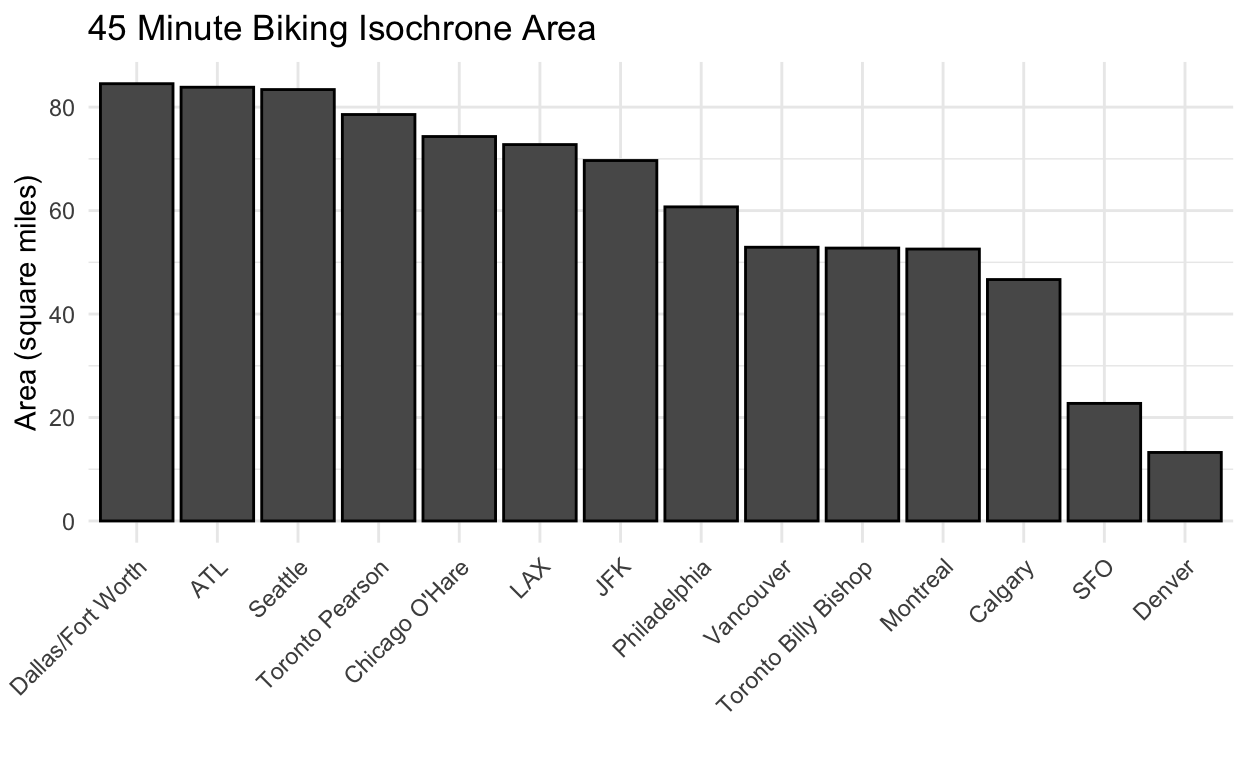 45 Minute Biking Isochrone Area
Area (square miles)
80
60
40
20
0
Dallas/Fort Worth
ATL
Seattle
Toronto Pearson
Chicago O'Hare
LAX
JFK
Philadelphia
Vancouver
Toronto Billy Bishop
Montreal
Calgary
SFO
Denver